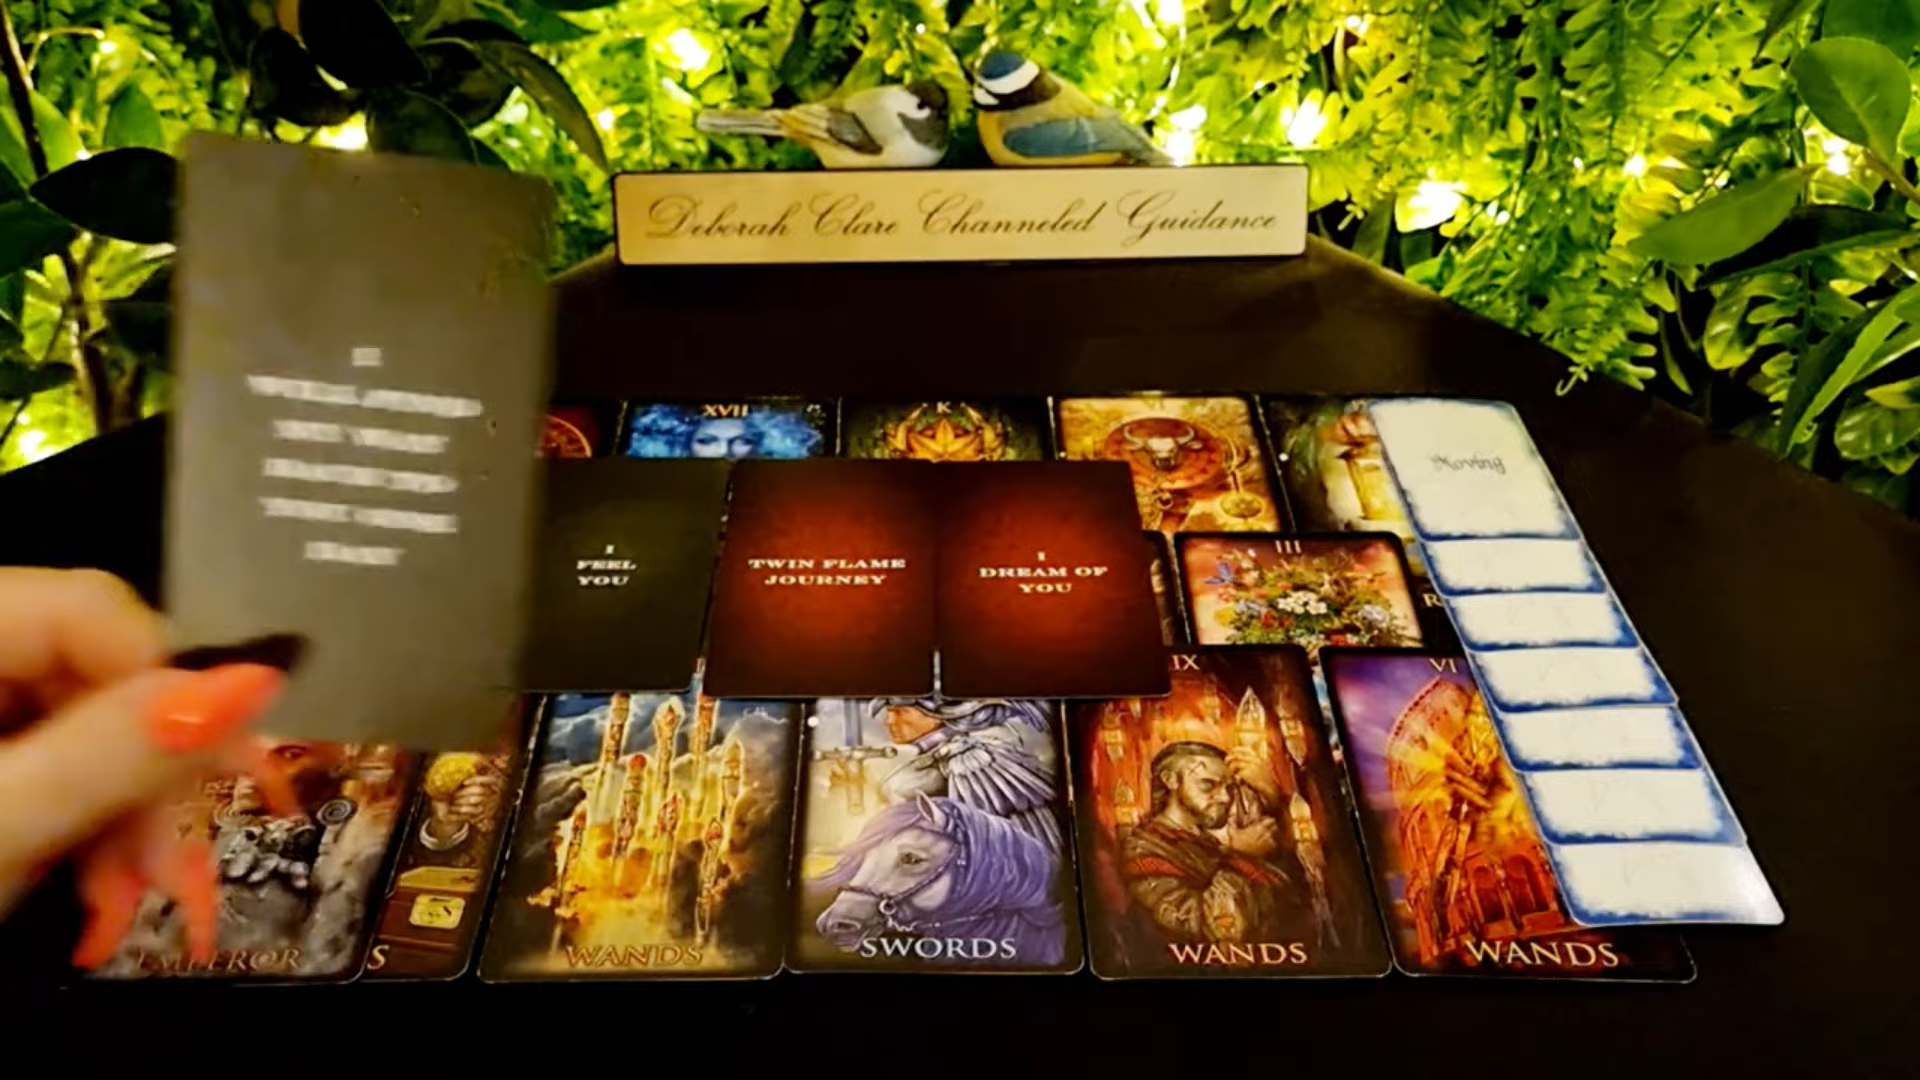 Deborah Clare Channeled Guidance
XVII
K
Moving
I
FEEL
YOU
TWIN FLAME
JOURNEY
I
DREAM OF
YOU
III
R
IX
VI
EMPEROR
S
WANDS
SWORDS
WANDS
WANDS